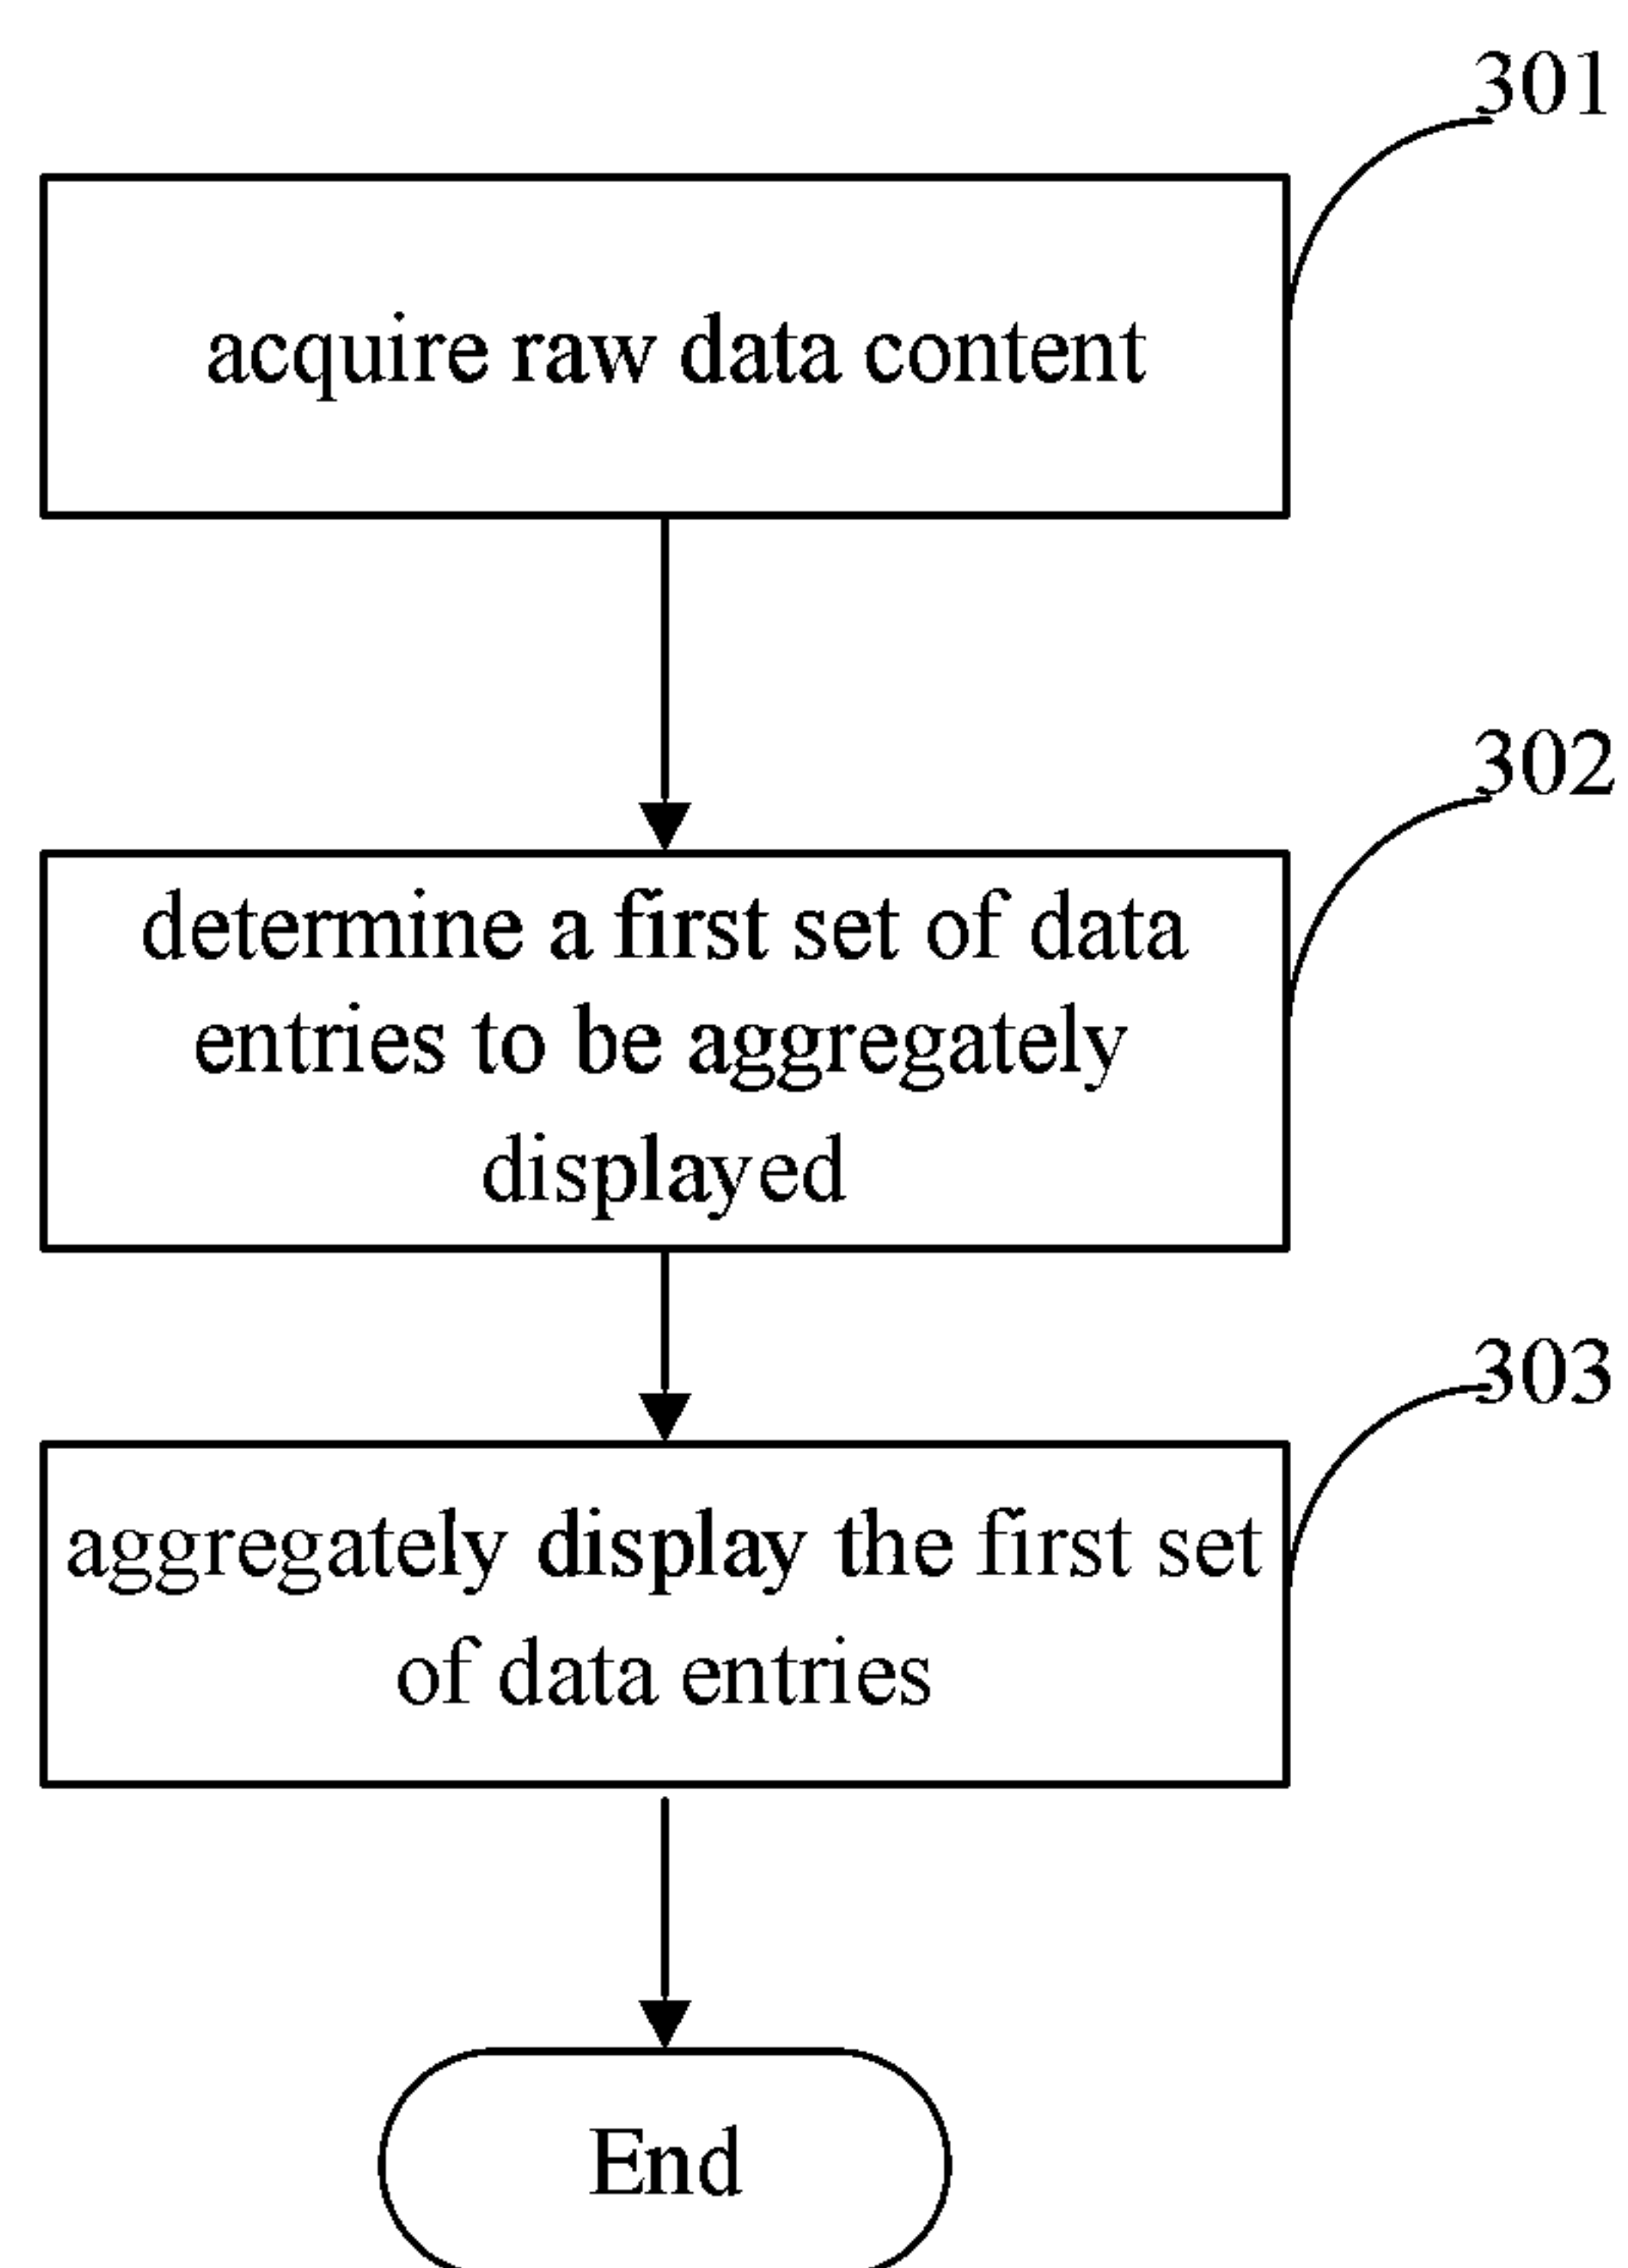 301
acquire raw data content
302
determine a first set of data
entries to be aggregately
displayed
303
aggregately display the first set
of data entries
End